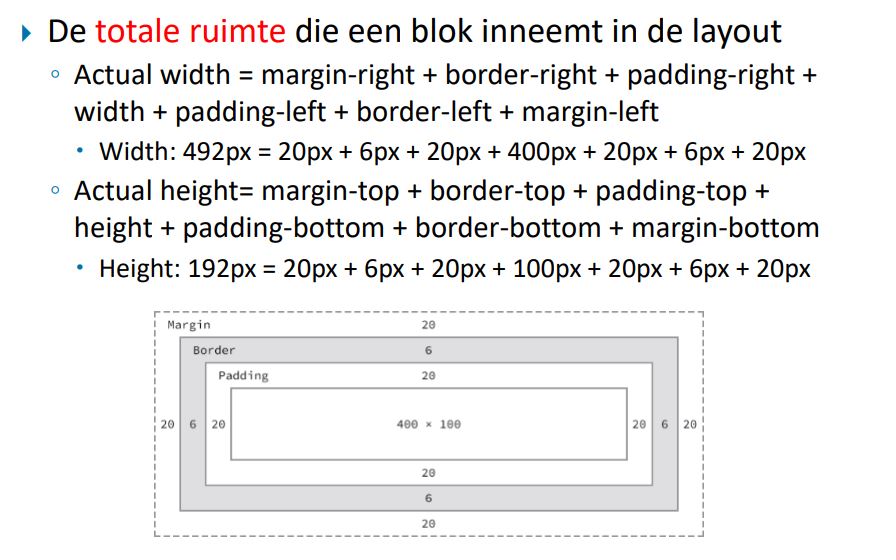 De totale ruimte die een blok inneemt in de layout
Actual width = margin-right + border-right + padding-right +
width + padding-left + border-left + margin-left
Width: 492px = 20px + 6px + 20px + 400px + 20px + 6px + 20px
Actual height= margin-top + border-top + padding-top +
height + padding-bottom + border-bottom + margin-bottom
Height: 192px = 20px + 6px + 20px + 100px + 20px + 6px + 20px
Margin 20
Border 6
Padding 20
20 6 20 400 × 100 20 6 20
20
6
20